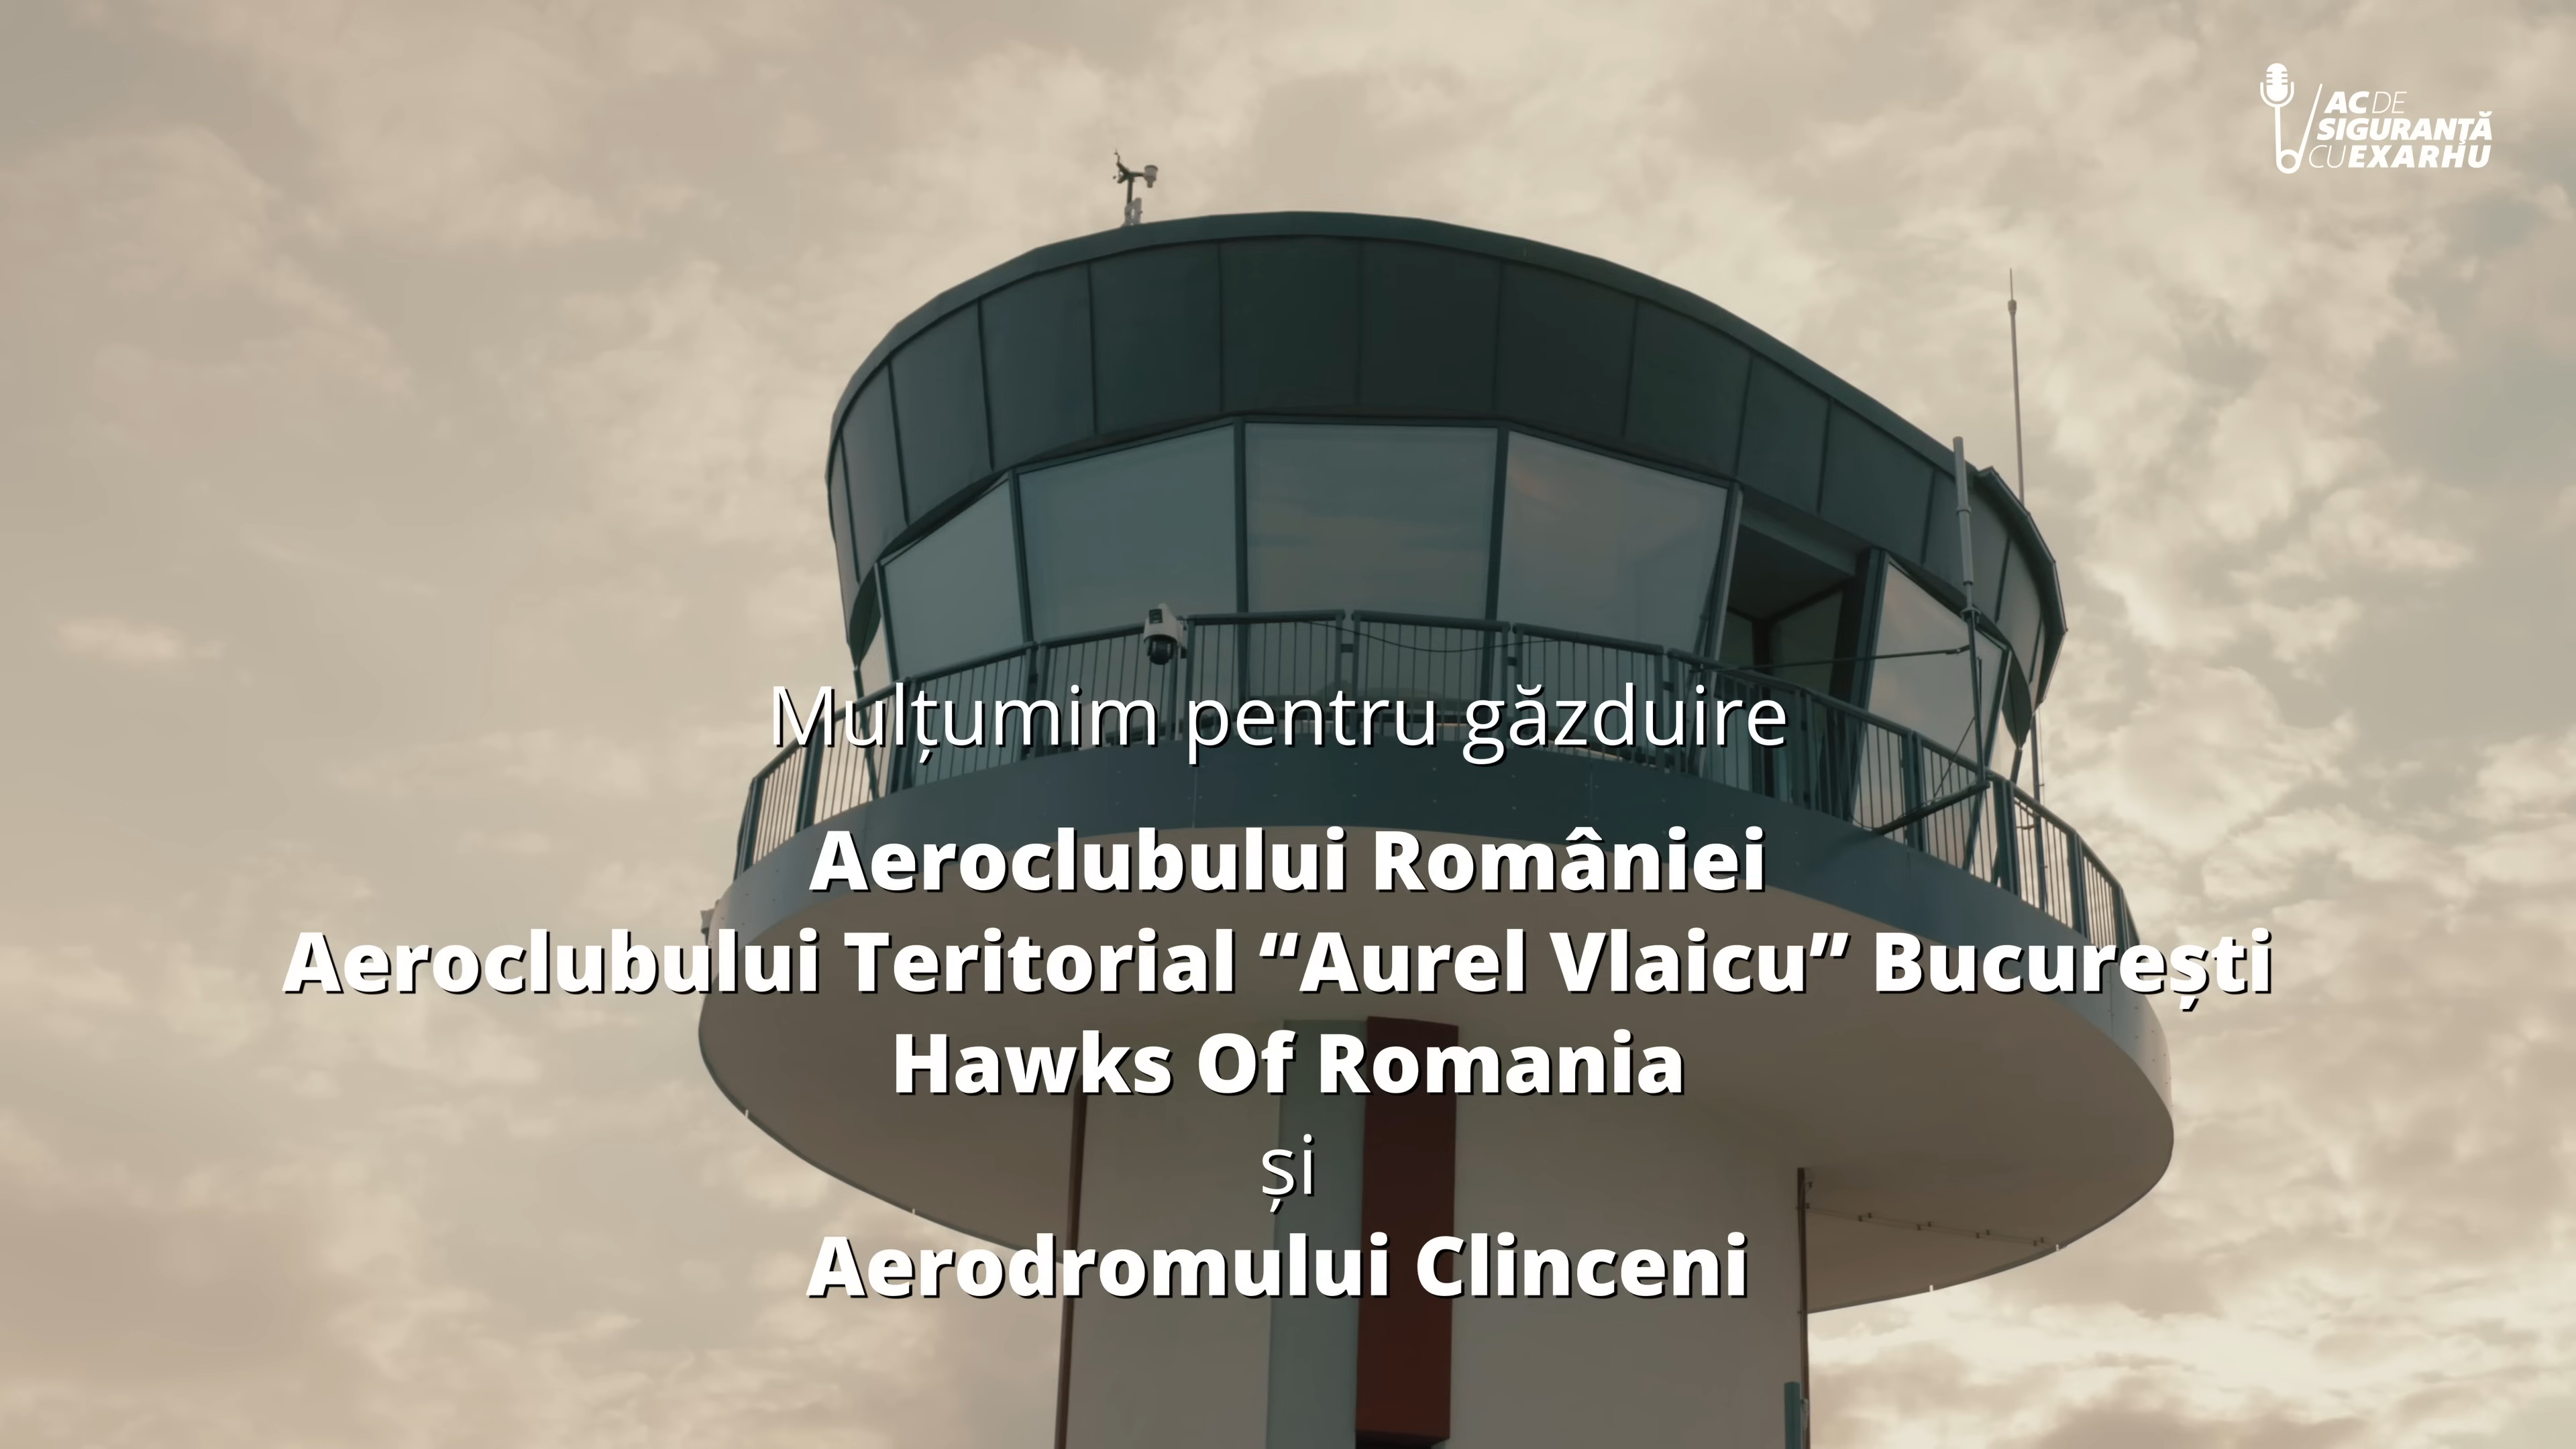 AC DE
SIGURANȚĂ
CU EXARHU
Mulțumim pentru găzduire
Aeroclubului României
Aeroclubului Teritorial “Aurel Vlaicu” București
Hawks Of Romania
și
Aerodromului Clinceni